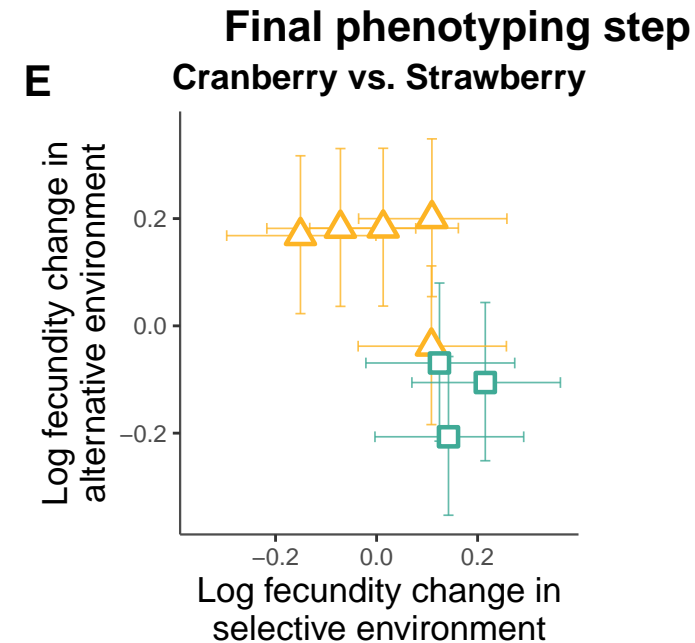 Final phenotyping step
E
Cranberry vs. Strawberry
Log fecundity change in
alternative environment
0.2
0.0
−0.2
−0.2
0.0
0.2
Log fecundity change in
selective environment